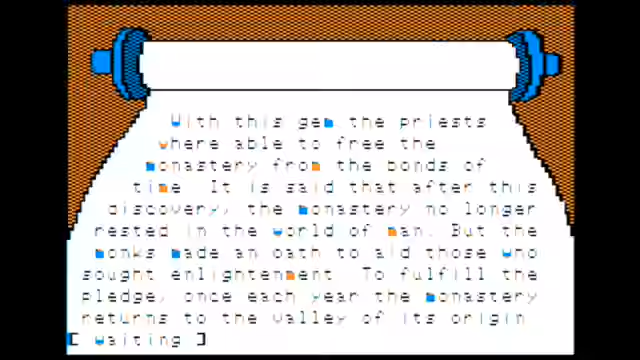 With this gem the priests
where able to free the
monastery from the bonds of
time. It is said that after this
discovery, the monastery no longer
rested in the world of man. But the
monks made an oath to aid those who
sought enlightenment. To fulfill the
pledge, once each year the monastery
returns to the valley of its origin
[ waiting ]